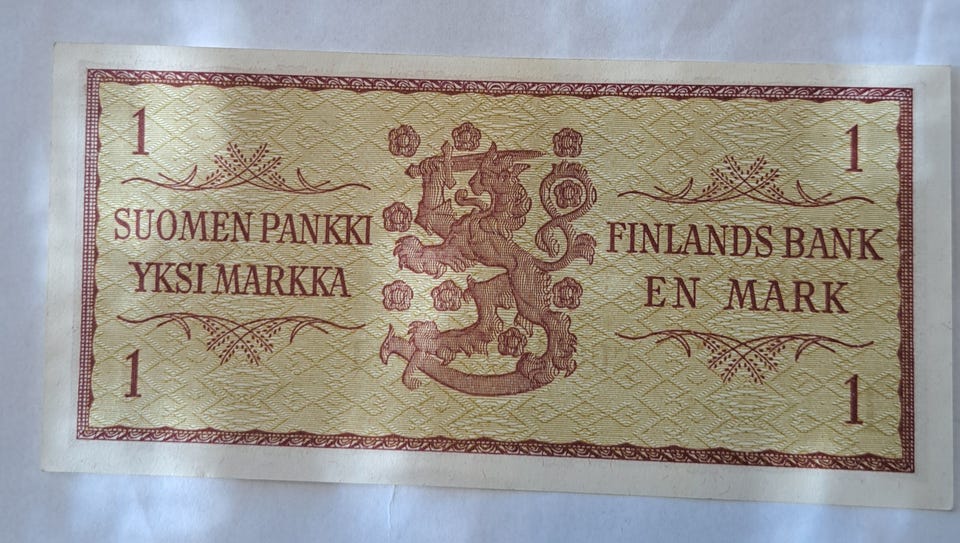 1
1
SUOMEN PANKKI
YKSI MARKKA
FINLANDS BANK
EN MARK
1
1